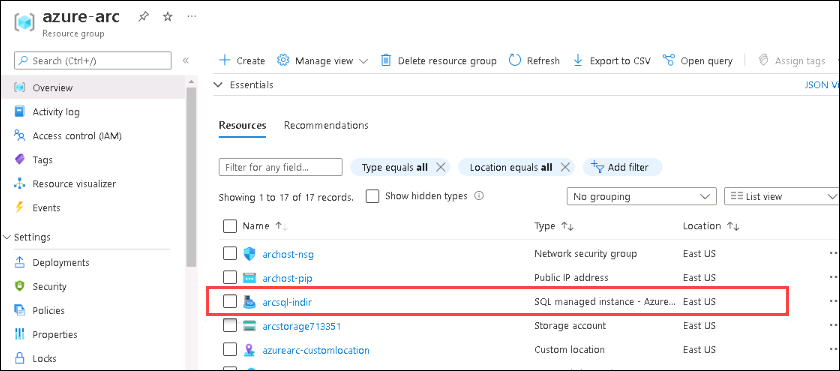 azure-arc
Resource group
Search (Ctrl+/)
Overview
Activity log
Access control (IAM)
Tags
Resource visualizer
Events
Settings
Deployments
Security
Policies
Properties
Locks
Create Manage view Delete resource group Refresh Export to CSV Open query Assign tags
Essentials JSON Vi
Resources Recommendations
Filter for any field... Type equals all Location equals all Add filter
Showing 1 to 17 of 17 records. Show hidden types No grouping List view
Name Type Location
archost-nsg Network security group East US
archost-pip Public IP address East US
arcsql-indir SQL managed instance - Azure... East US
arcstorage713351 Storage account East US
azurearc-customlocation Custom location East US